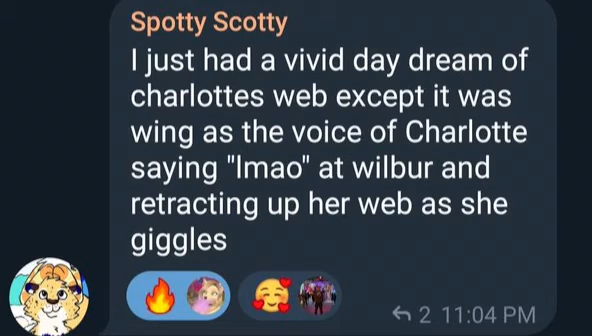 Spotty Scotty
I just had a vivid day dream of
charlottes web except it was
wing as the voice of Charlotte
saying "lmao" at wilbur and
retracting up her web as she
giggles
2 11:04 PM